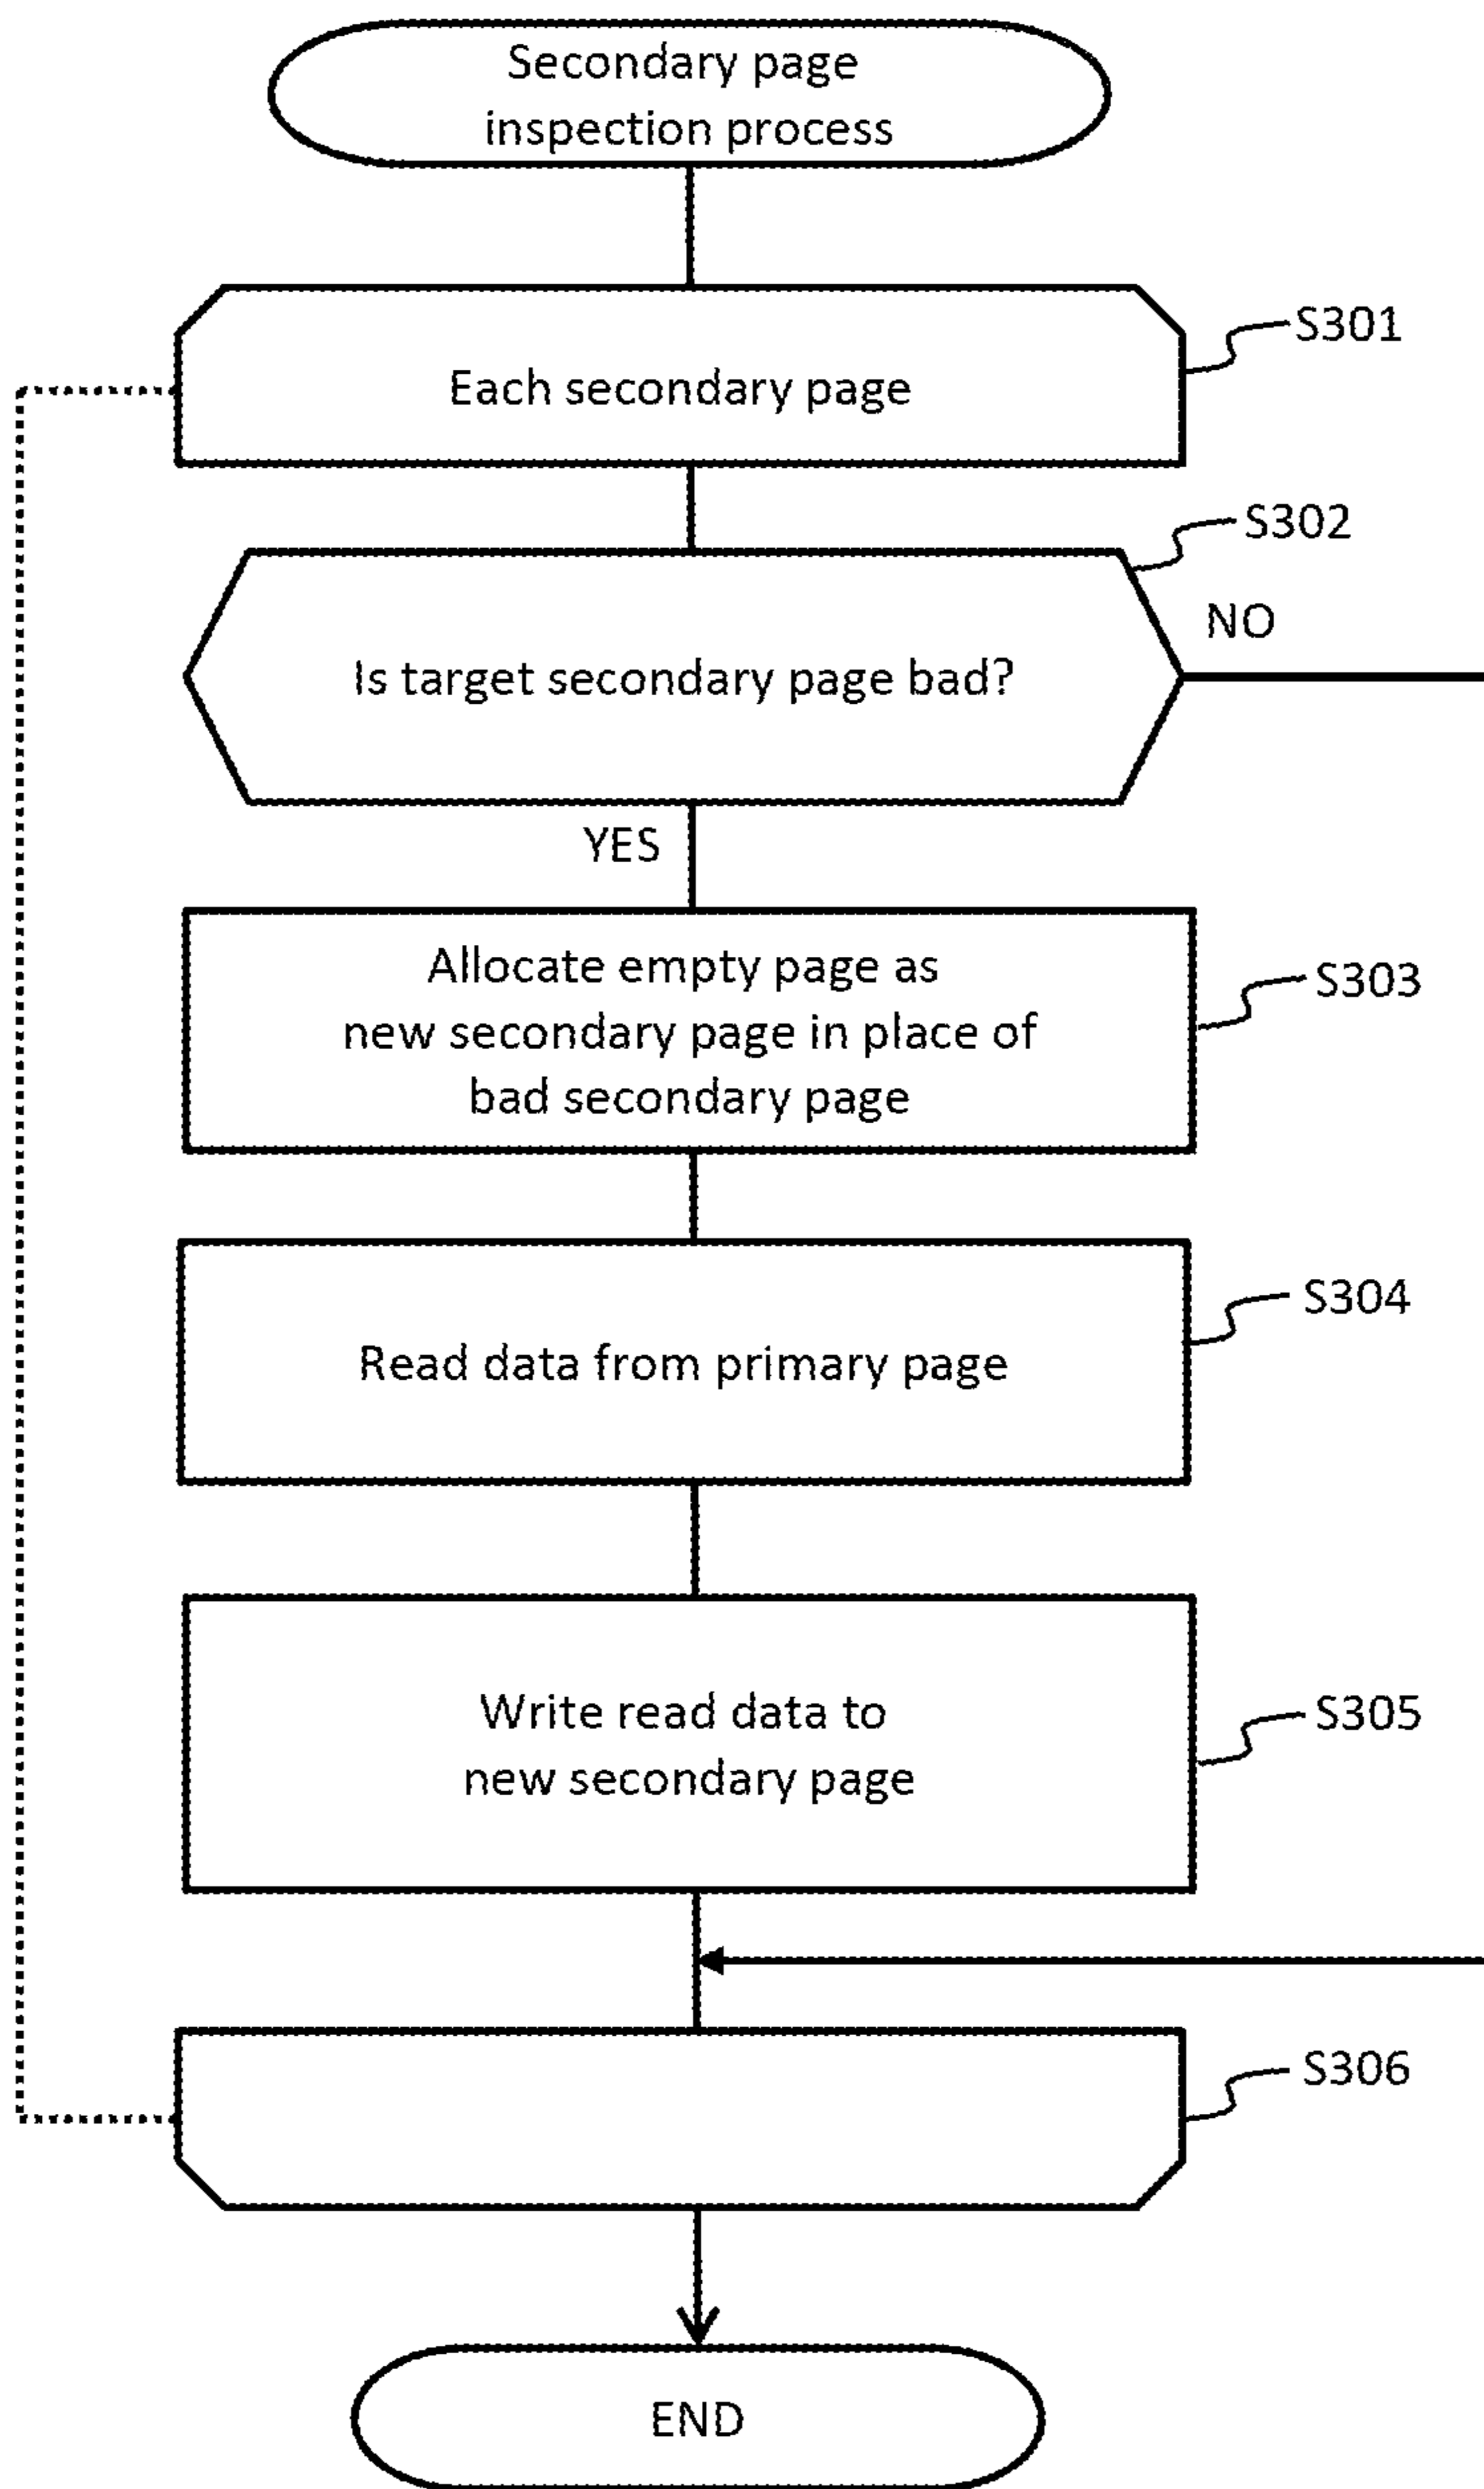 Secondary page
inspection process
Each secondary page
S301
S302
NO
Is target secondary page bad?
YES
Allocate empty page as
new secondary page in place of
bad secondary page
S303
S304
Read data from primary page
Write read data to
new secondary page
S305
S306
END